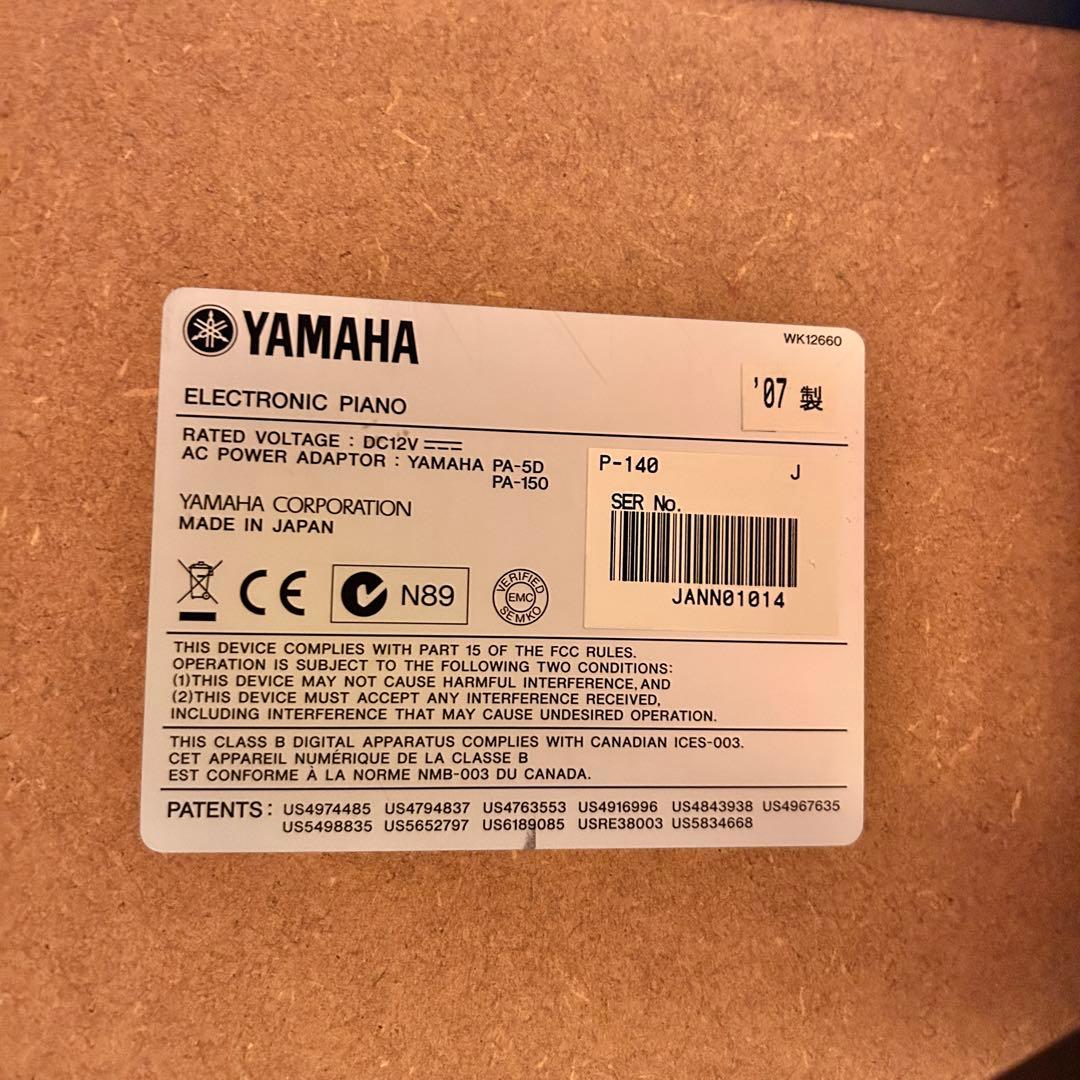 YAMAHA
WK12660
'07 製
ELECTRONIC PIANO
RATED VOLTAGE : DC12V
AC POWER ADAPTOR : YAMAHA PA-5D
PA-150
YAMAHA CORPORATION
MADE IN JAPAN
P-140 J
SER No.
JANN01014
CE
N89
VERIFIED
EMC
SEMKO
THIS DEVICE COMPLIES WITH PART 15 OF THE FCC RULES.
OPERATION IS SUBJECT TO THE FOLLOWING TWO CONDITIONS:
(1)THIS DEVICE MAY NOT CAUSE HARMFUL INTERFERENCE, AND
(2)THIS DEVICE MUST ACCEPT ANY INTERFERENCE RECEIVED,
INCLUDING INTERFERENCE THAT MAY CAUSE UNDESIRED OPERATION.
THIS CLASS B DIGITAL APPARATUS COMPLIES WITH CANADIAN ICES-003.
CET APPAREIL NUMÉRIQUE DE LA CLASSE B
EST CONFORME À LA NORME NMB-003 DU CANADA.
PATENTS : US4974485 US4794837 US4763553 US4916996 US4843938 US4967635
US5498835 US5652797 US6189085 USRE38003 US5834668